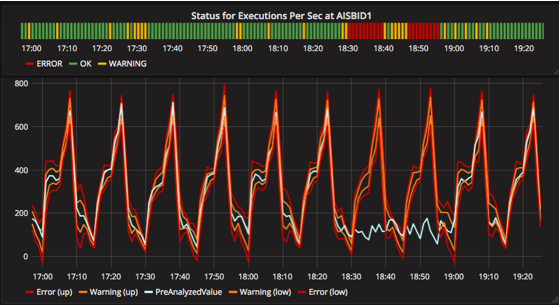 Status for Executions Per Sec at AISBID1
17:00 17:10 17:20 17:30 17:40 17:50 18:00 18:10 18:20 18:30 18:40 18:50 19:00 19:10 19:20
ERROR OK WARNING
800
600
400
200
0
17:00 17:10 17:20 17:30 17:40 17:50 18:00 18:10 18:20 18:30 18:40 18:50 19:00 19:10 19:20
Error (up) Warning (up) PreAnalyzedValue Warning (low) Error (low)